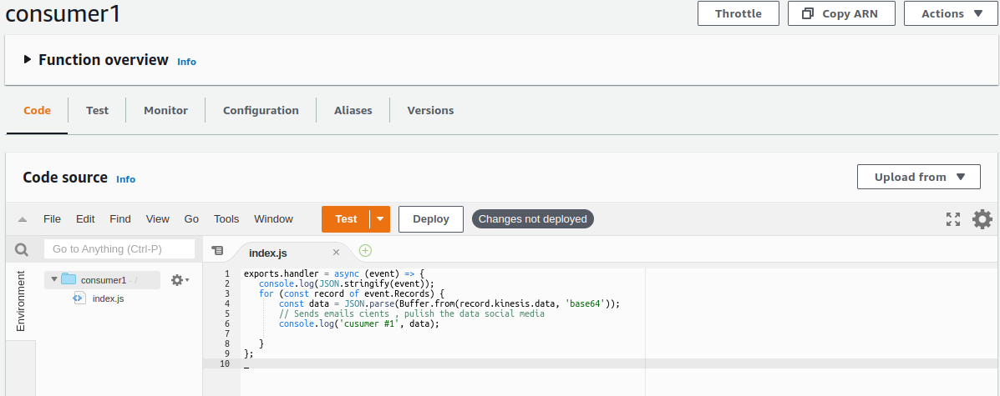 consumer1
Throttle
Copy ARN
Actions
Function overview Info
Code
Test
Monitor
Configuration
Aliases
Versions
Code source Info
Upload from
File Edit Find View Go Tools Window
Test
Deploy
Changes not deployed
Go to Anything (Ctrl-P)
index.js
Environment
consumer1 - /
index.js
1 exports.handler = async (event) => {
2 console.log(JSON.stringify(event));
3 for (const record of event.Records) {
4 const data = JSON.parse(Buffer.from(record.kinesis.data, 'base64'));
5 // Sends emails cients , pulish the data social media
6 console.log('cusumer #1', data);
7
8 }
9 };
10